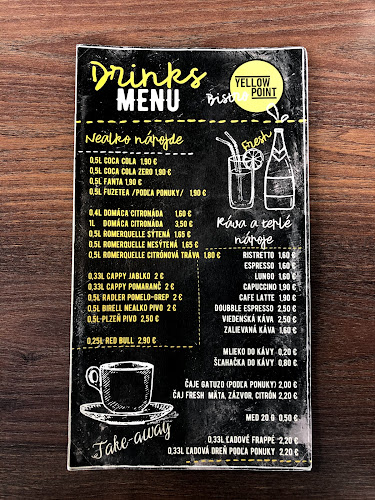 Drinks
MENU
Bistro
YELLOW
POINT
Nealko nápojde
0,5L COCA COLA 1,90 €
0,5L COCA COLA ZERO 1,90 €
0,5L FANTA 1,90 €
0,5L FUZETEA /PODĽA PONUKY/ 1,90 €
0,4L DOMÁCA CITRONÁDA 1,60 €
1L DOMÁCA CITRONÁDA 3,50 €
0,5L ROMERQUELLE SÝTENÁ 1,65 €
0,5L ROMERQUELLE NESÝTENÁ 1,65 €
0,5L ROMERQUELLE CITRÓNOVÁ TRÁVA 1,80 €
0,33L CAPPY JABLKO 2 €
0,33L CAPPY POMARANČ 2 €
0,5L RADLER POMELO-GREP 2 €
0,5L BIRELL NEALKO PIVO 2 €
0,5L PLZEŇ PIVO 2,50 €
0,25L RED BULL 2,90 €
Take-away
Fresh
Káva a teplé
nápoje
RISTRETTO 1,60 €
ESPRESSO 1,60 €
LUNGO 1,60 €
CAPUCCINO 1,90 €
CAFE LATTE 1,90 €
DOUBBLE ESPRESSO 2,50 €
VIEDENSKÁ KÁVA 2,50 €
ZALIEVANÁ KÁVA 1,60 €
MLIEKO DO KÁVY 0,20 €
ŠĽAHAČKA DO KÁVY 0,80 €
ČAJE GATUZO (PODĽA PONUKY) 2,00 €
ČAJ FRESH MÄTA, ZÁZVOR, CITRÓN 2,20 €
MED 20 G 0,50 €
0,33L ĽADOVÉ FRAPPÉ 2,20 €
0,33L ĽADOVÁ DREŇ PODĽA PONUKY 2,20 €